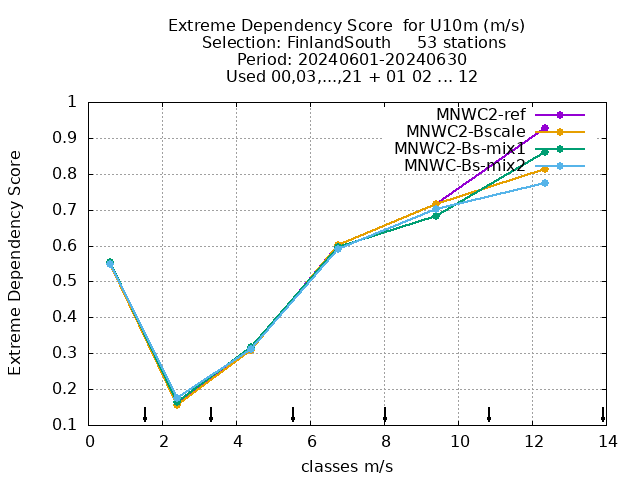 Extreme Dependency Score  for U10m (m/s)
Selection: FinlandSouth     53 stations
Period: 20240601-20240630
Used 00,03,...,21 + 01 02 ... 12
MNWC2-ref
MNWC2-Bscale
MNWC2-Bs-mix1
MNWC-Bs-mix2
Extreme Dependency Score
1
0.9
0.8
0.7
0.6
0.5
0.4
0.3
0.2
0.1
0 2 4 6 8 10 12 14
classes m/s